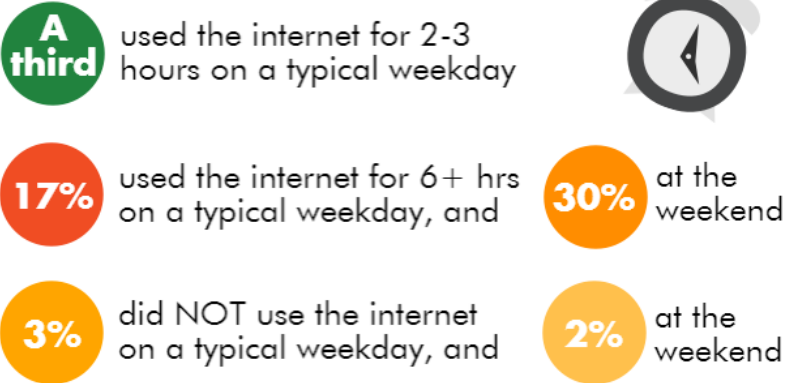 A
third
used the internet for 2-3
hours on a typical weekday
17%
used the internet for 6+ hrs
on a typical weekday, and
30%
at the
weekend
3%
did NOT use the internet
on a typical weekday, and
2%
at the
weekend